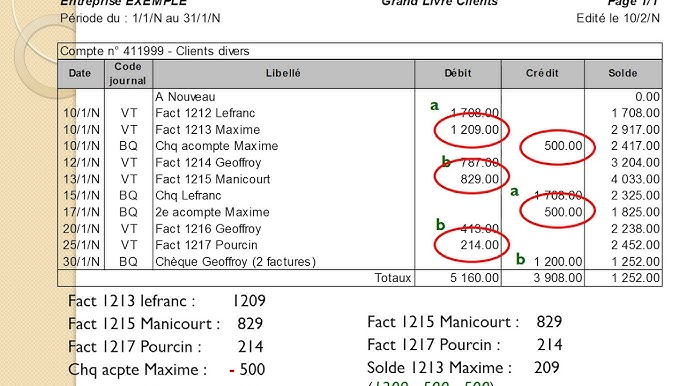 Entreprise EXEMPLE Grand Livre Clients Page 1/1
Période du : 1/1/N au 31/1/N Edité le 10/2/N
Compte n° 411999 - Clients divers
Date Code journal Libellé Débit Crédit Solde
A Nouveau 0.00
a
10/1/N VT Fact 1212 Lefranc 1 708.00 1 708.00
10/1/N VT Fact 1213 Maxime 1 209.00 2 917.00
10/1/N BQ Chq acompte Maxime 500.00 2 417.00
12/1/N VT Fact 1214 Geoffroy b 787.00 3 204.00
13/1/N VT Fact 1215 Manicourt 829.00 4 033.00
15/1/N BQ Chq Lefranc a 1 708.00 2 325.00
17/1/N BQ 2e acompte Maxime 500.00 1 825.00
20/1/N VT Fact 1216 Geoffroy b 413.00 2 238.00
25/1/N VT Fact 1217 Pourcin 214.00 2 452.00
30/1/N BQ Chèque Geoffroy (2 factures) b 1 200.00 1 252.00
Totaux 5 160.00 3 908.00 1 252.00
Fact 1213 lefranc : 1209
Fact 1215 Manicourt : 829
Fact 1217 Pourcin : 214
Chq acpte Maxime : - 500
Fact 1215 Manicourt : 829
Fact 1217 Pourcin : 214
Solde 1213 Maxime : 209
(1209 - 500 - 500)